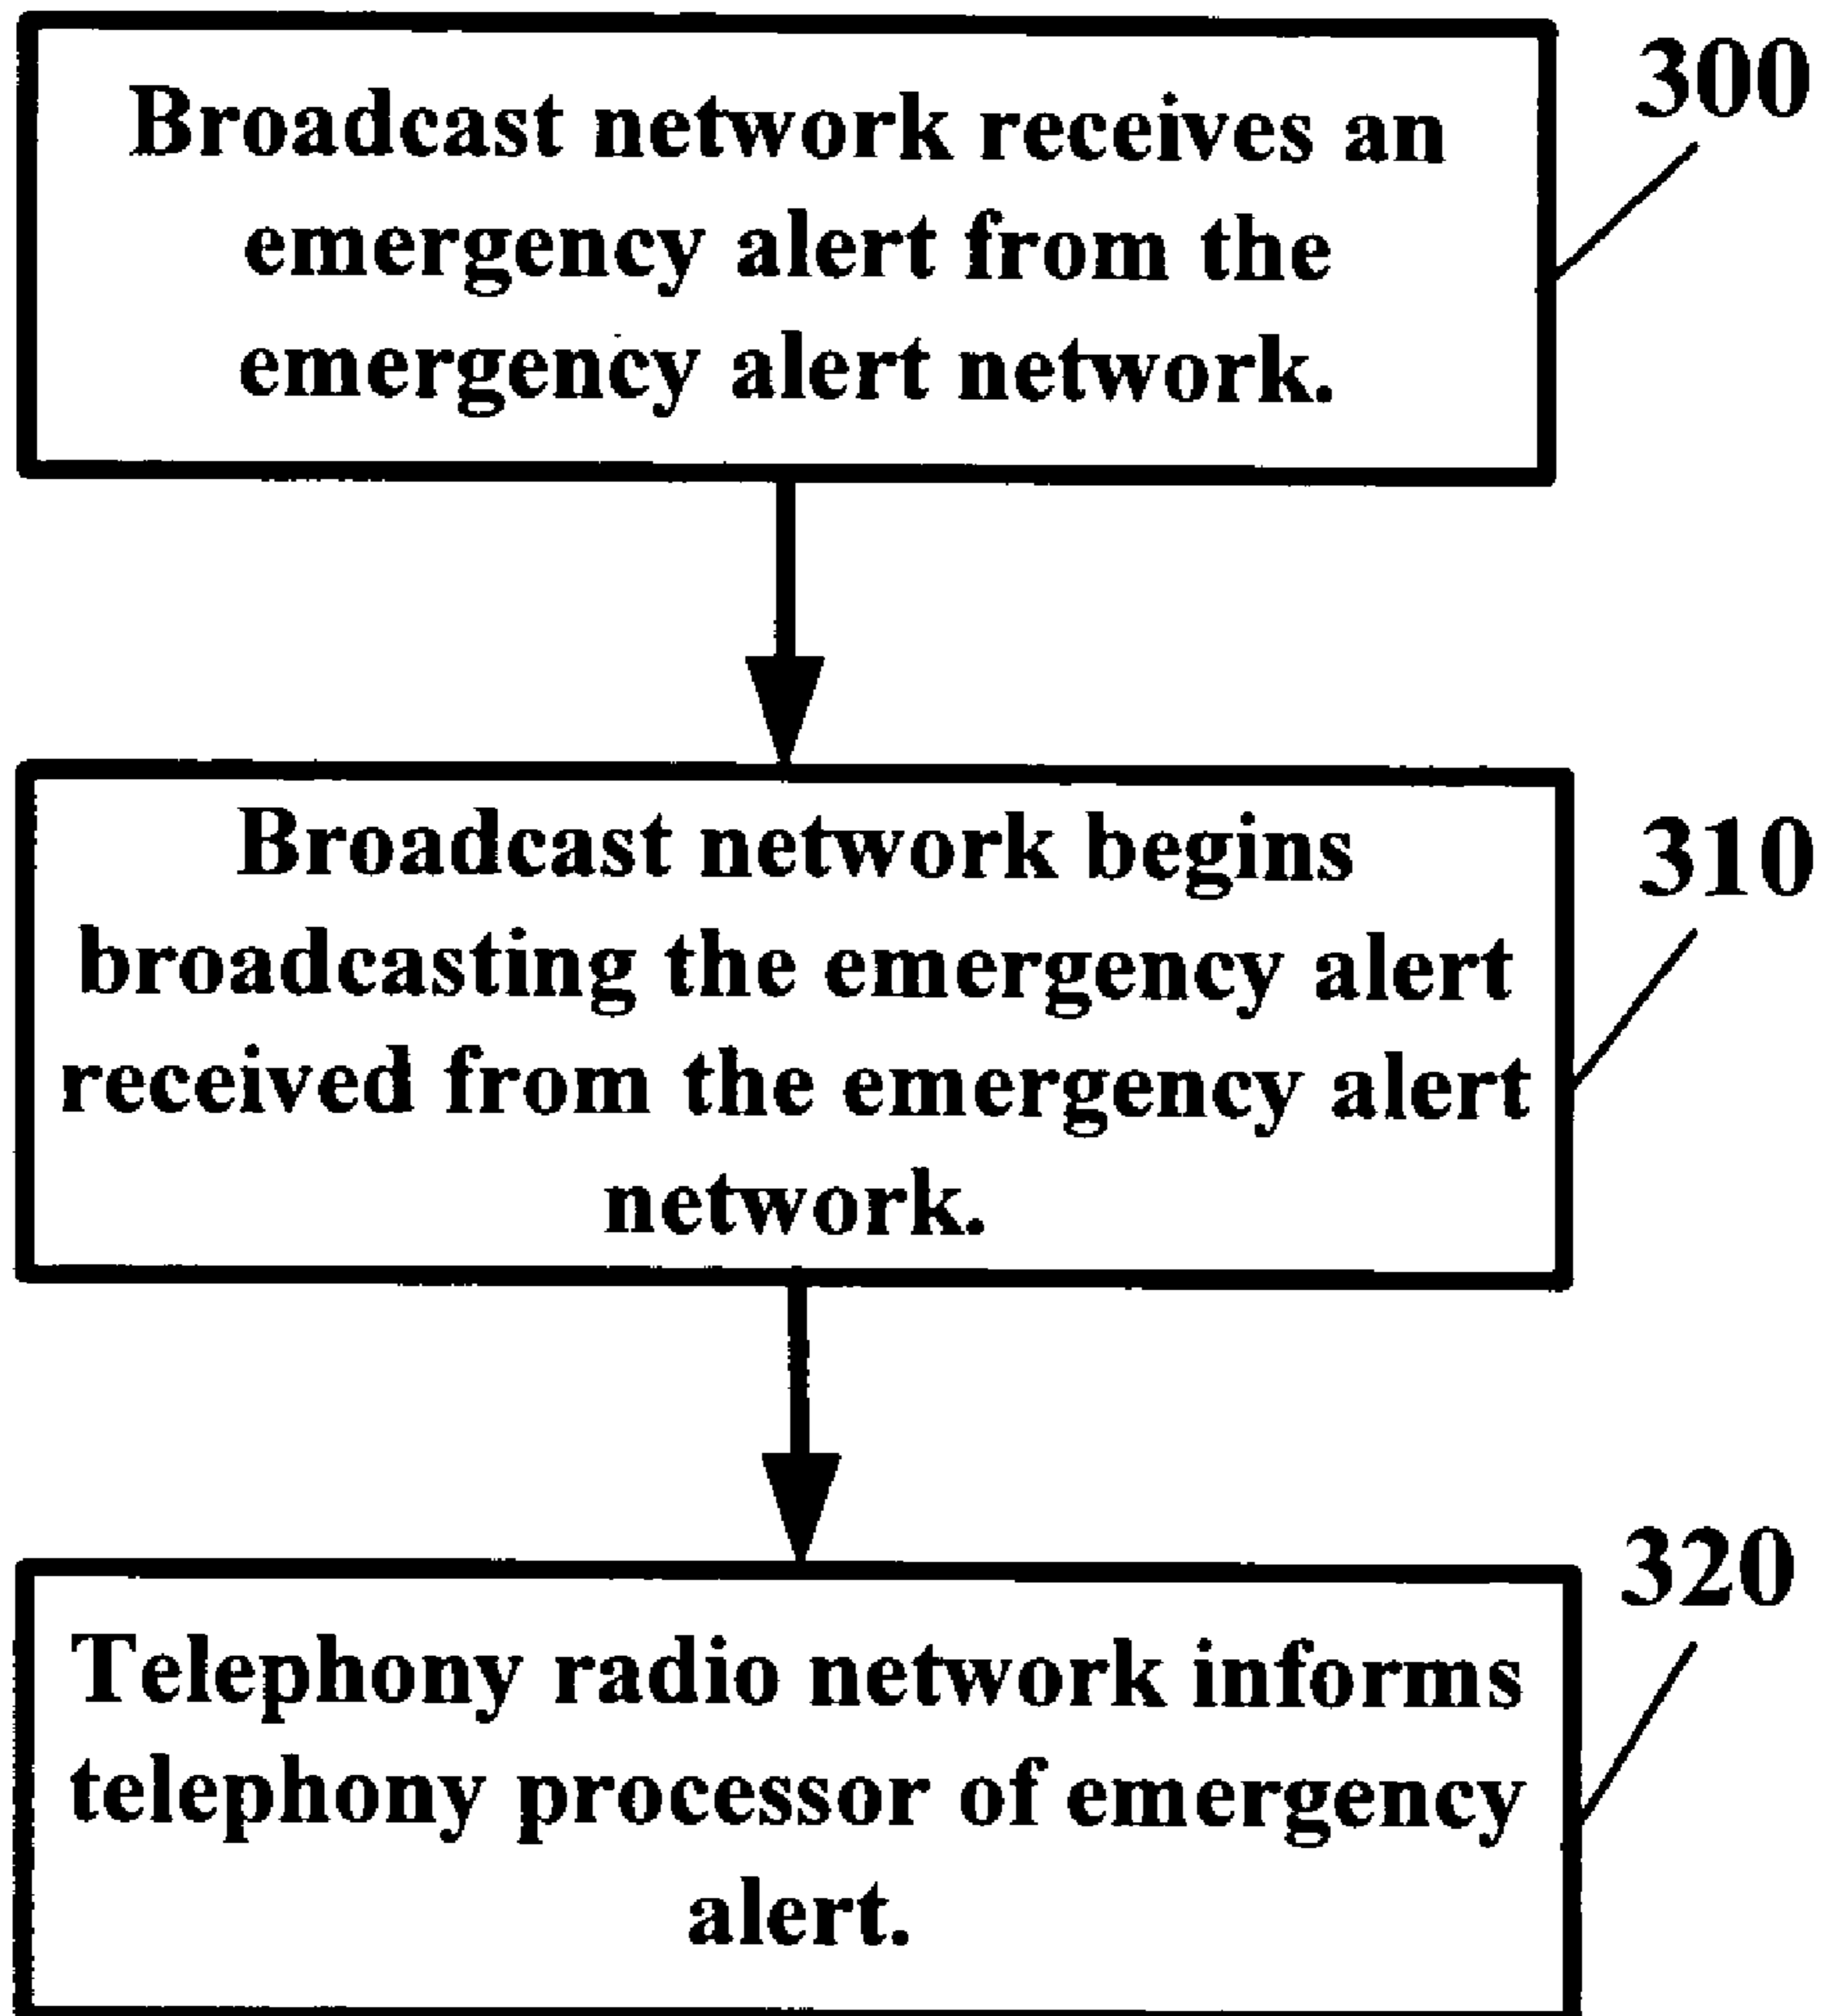 Broadcast network receives an
emergency alert from the
emergency alert network.
300
Broadcast network begins
broadcasting the emergency alert
received from the emergency alert
network.
310
Telephony radio network informs
telephony processor of emergency
alert.
320